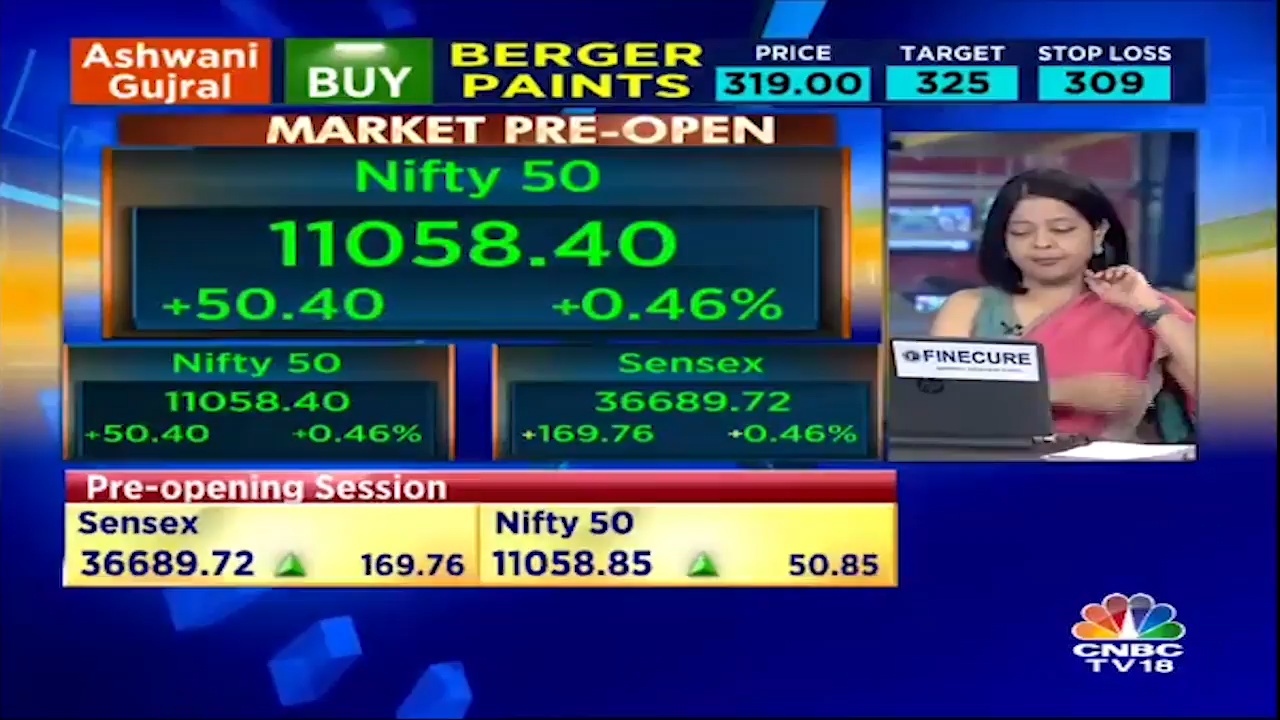 Ashwani
Gujral
BUY
BERGER
PAINTS
PRICE
319.00
TARGET
325
STOP LOSS
309
MARKET PRE-OPEN
Nifty 50
11058.40
+50.40 +0.46%
Nifty 50
11058.40
+50.40 +0.46%
Sensex
36689.72
+169.76 +0.46%
FINECURE
Pre-opening Session
Sensex
36689.72 169.76
Nifty 50
11058.85 50.85
CNBC
TV18